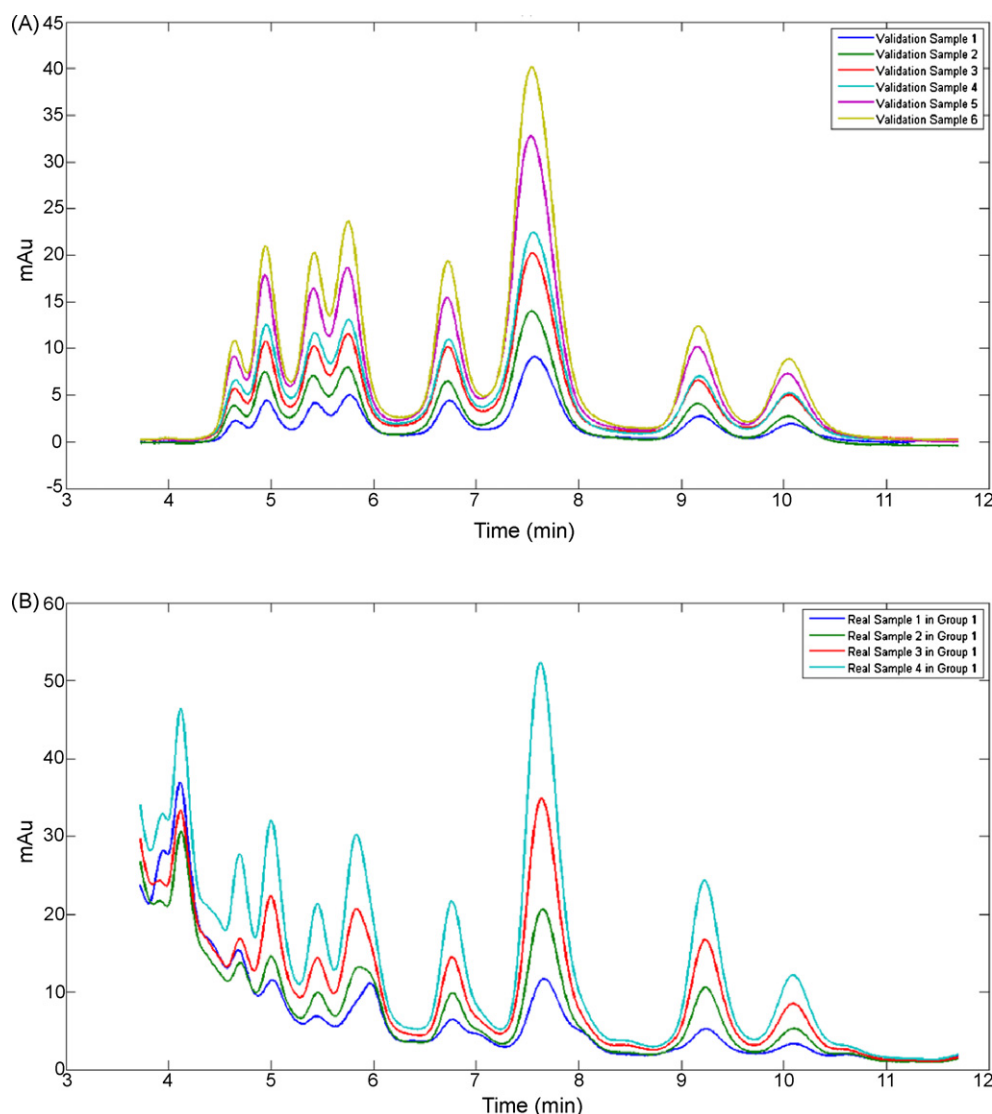 (A)
45
40
35
30
25
20
15
10
5
0
-5
mAu
Validation Sample 1
Validation Sample 2
Validation Sample 3
Validation Sample 4
Validation Sample 5
Validation Sample 6
3 4 5 6 7 8 9 10 11 12
Time (min)
(B)
60
50
40
30
20
10
0
mAu
Real Sample 1 in Group 1
Real Sample 2 in Group 1
Real Sample 3 in Group 1
Real Sample 4 in Group 1
3 4 5 6 7 8 9 10 11 12
Time (min)